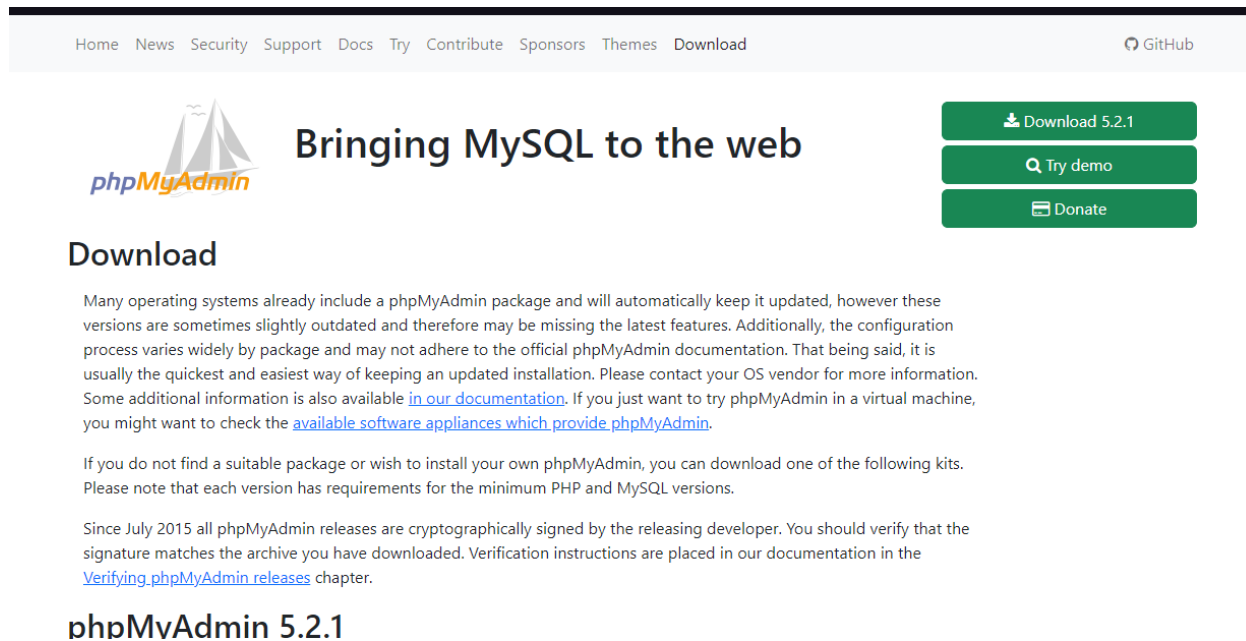 Home News Security Support Docs Try Contribute Sponsors Themes Download GitHub
phpMyAdmin
Bringing MySQL to the web
Download 5.2.1
Try demo
Donate
Download
Many operating systems already include a phpMyAdmin package and will automatically keep it updated, however these
versions are sometimes slightly outdated and therefore may be missing the latest features. Additionally, the configuration
process varies widely by package and may not adhere to the official phpMyAdmin documentation. That being said, it is
usually the quickest and easiest way of keeping an updated installation. Please contact your OS vendor for more information.
Some additional information is also available in our documentation. If you just want to try phpMyAdmin in a virtual machine,
you might want to check the available software appliances which provide phpMyAdmin.
If you do not find a suitable package or wish to install your own phpMyAdmin, you can download one of the following kits.
Please note that each version has requirements for the minimum PHP and MySQL versions.
Since July 2015 all phpMyAdmin releases are cryptographically signed by the releasing developer. You should verify that the
signature matches the archive you have downloaded. Verification instructions are placed in our documentation in the
Verifying phpMyAdmin releases chapter.
phpMyAdmin 5.2.1